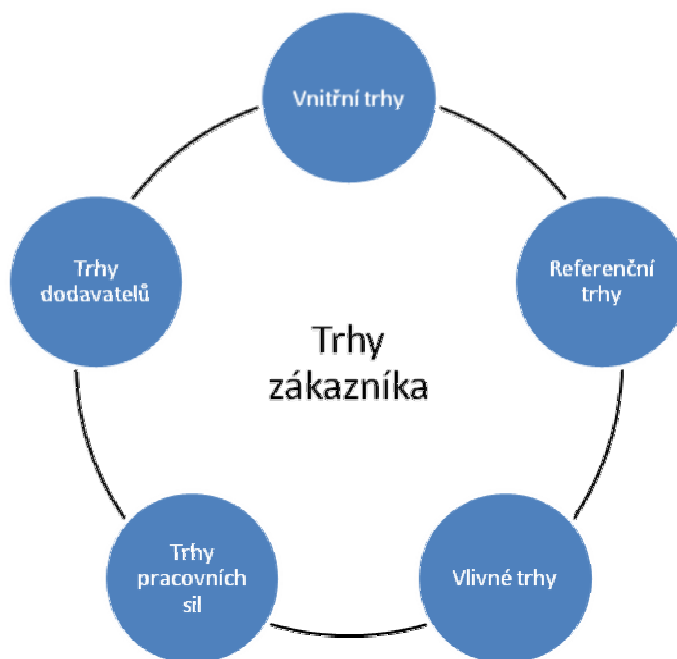 Vnitřní trhy
Referenční
trhy
Vlivné trhy
Trhy
pracovních
sil
Trhy
dodavatelů
Trhy
zákazníka